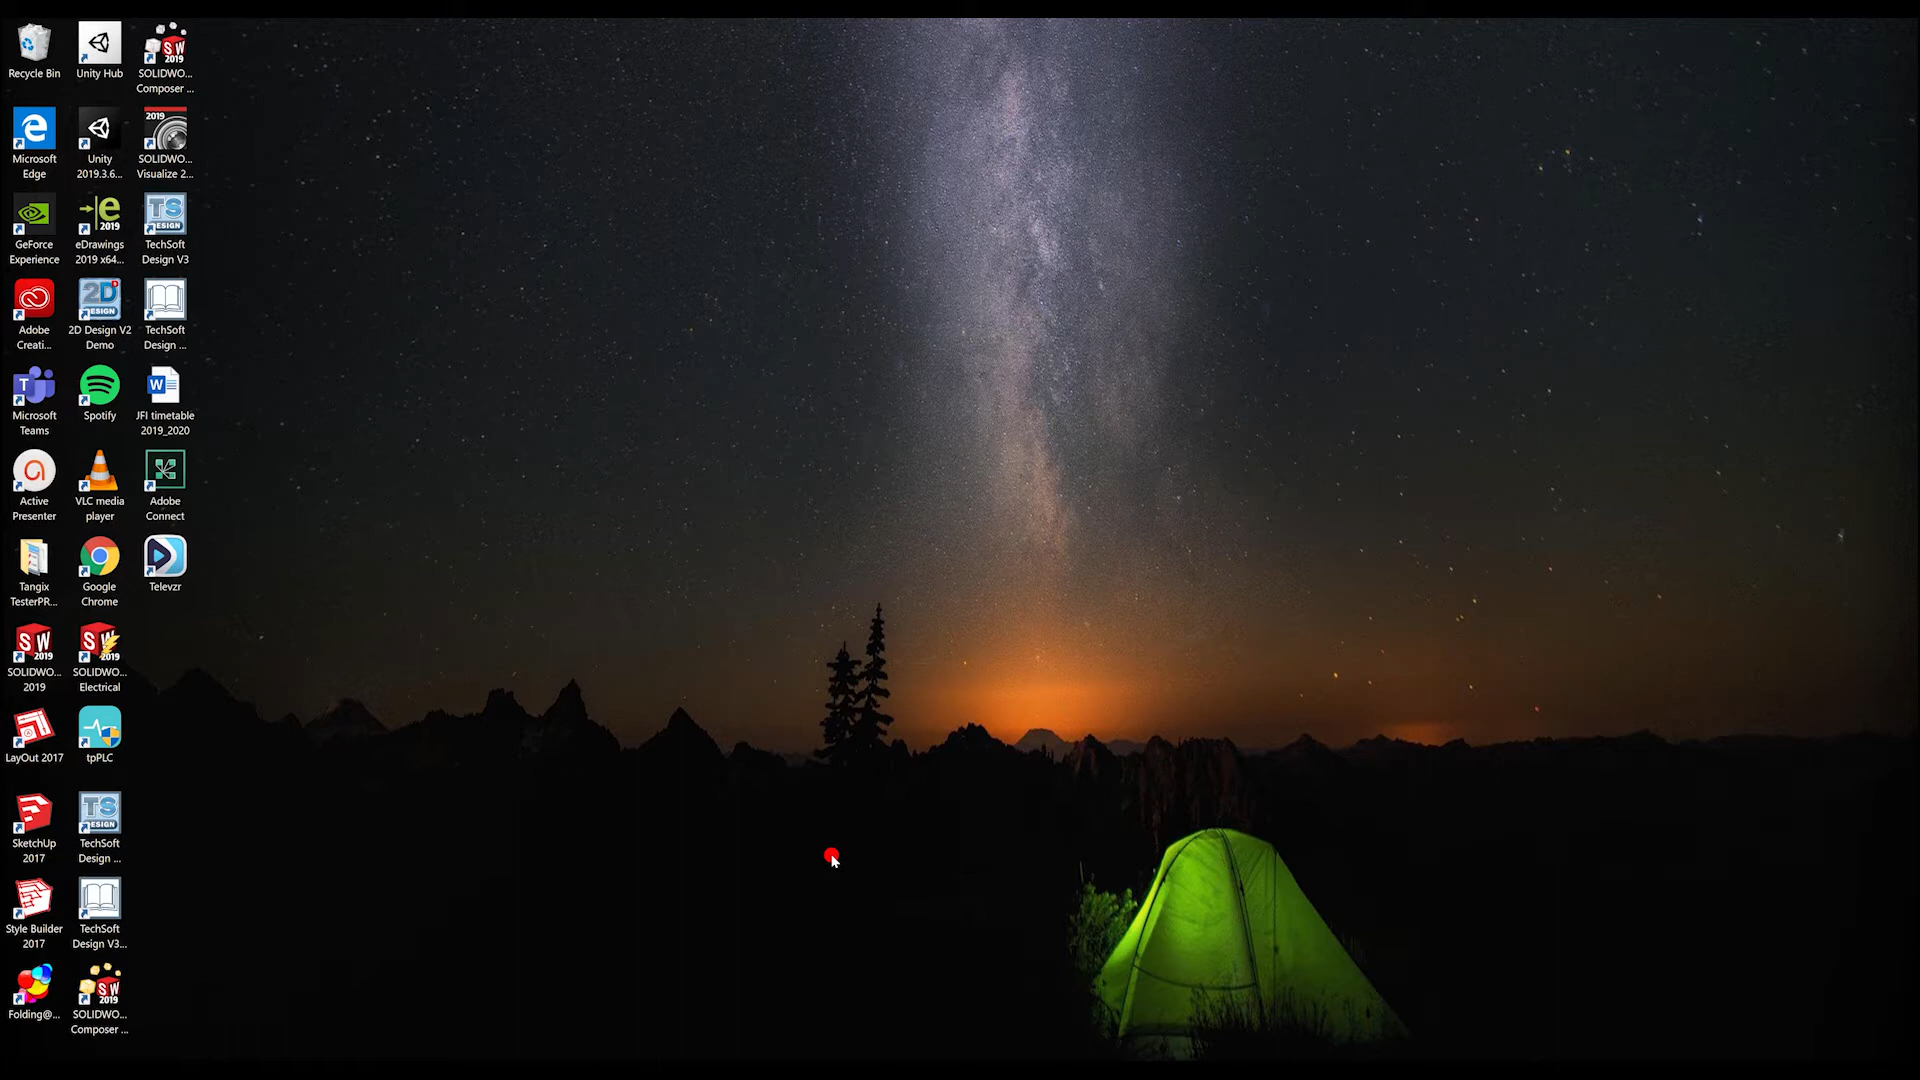 Recycle Bin
Unity Hub
SOLIDWO...
Composer ...
Microsoft
Edge
Unity
2019.3.6...
SOLIDWO...
Visualize 2...
GeForce
Experience
eDrawings
2019 x64...
TechSoft
Design V3
Adobe
Creati...
2D Design V2
Demo
TechSoft
Design ...
Microsoft
Teams
Spotify
JFI timetable
2019_2020
Active
Presenter
VLC media
player
Adobe
Connect
Tangix
TesterPR...
Google
Chrome
Televzr
SOLIDWO...
2019
SOLIDWO...
Electrical
LayOut 2017
tpPLC
SketchUp
2017
TechSoft
Design ...
Style Builder
2017
TechSoft
Design V3...
Folding@...
SOLIDWO...
Composer ...